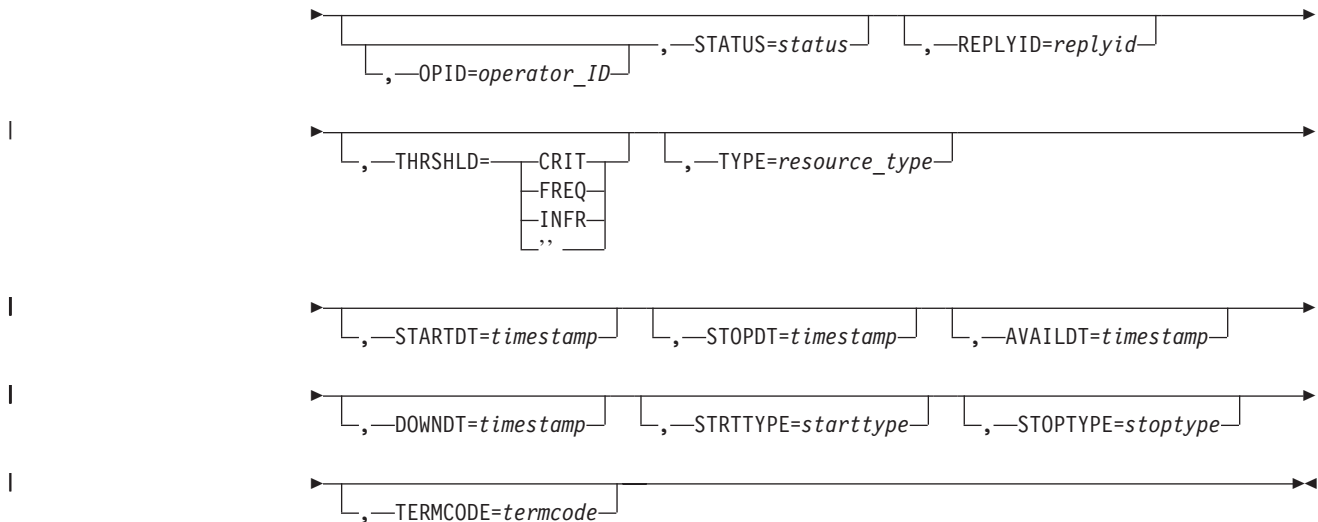 ,—STATUS=status ,—REPLYID=replyid
,—OPID=operator_ID
|
,—THRSHLD=CRIT ,—TYPE=resource_type
FREQ
INFR
’’
|
,—STARTDT=timestamp ,—STOPDT=timestamp ,—AVAILDT=timestamp
|
,—DOWNDT=timestamp ,—STRTTYPE=starttype ,—STOPTYPE=stoptype
|
,—TERMCODE=termcode